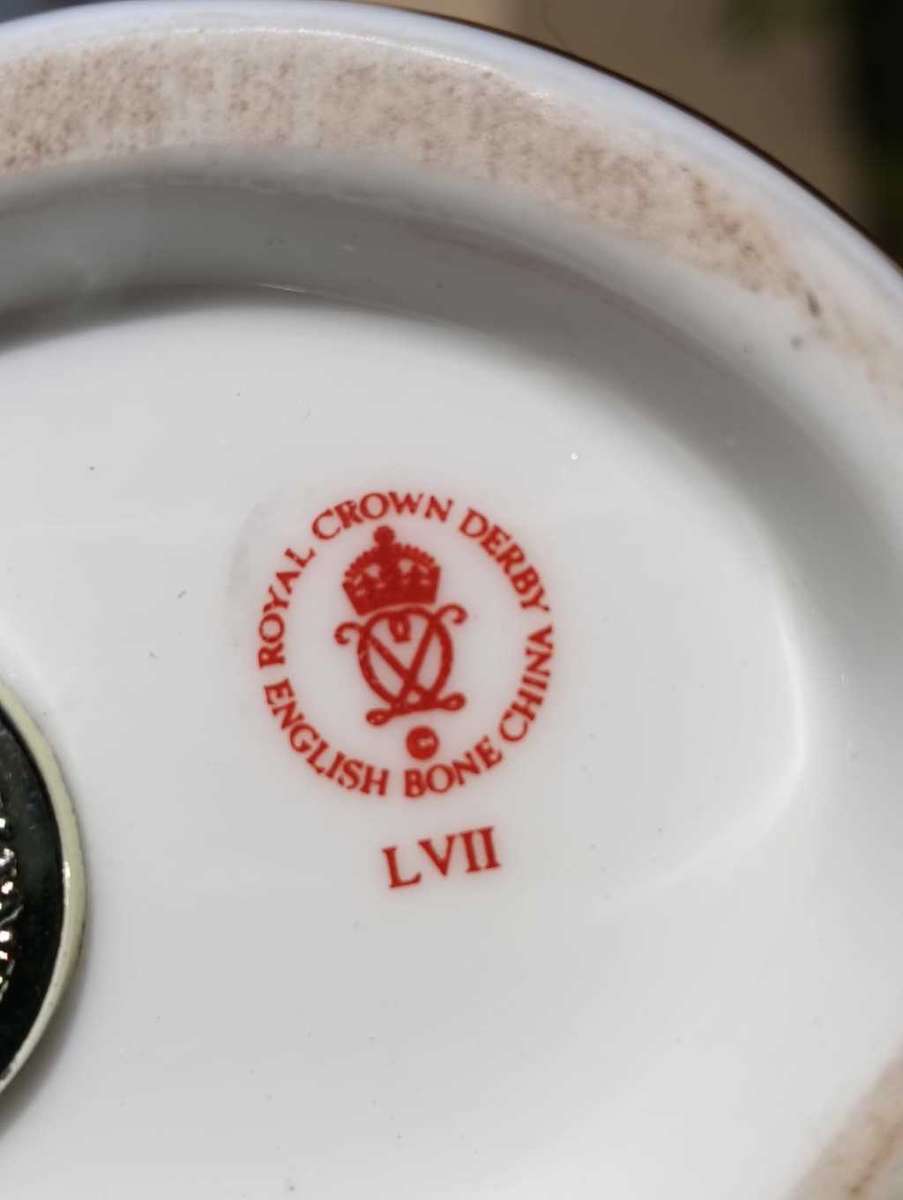 ROYAL CROWN DERBY
ENGLISH BONE CHINA
©
LVII